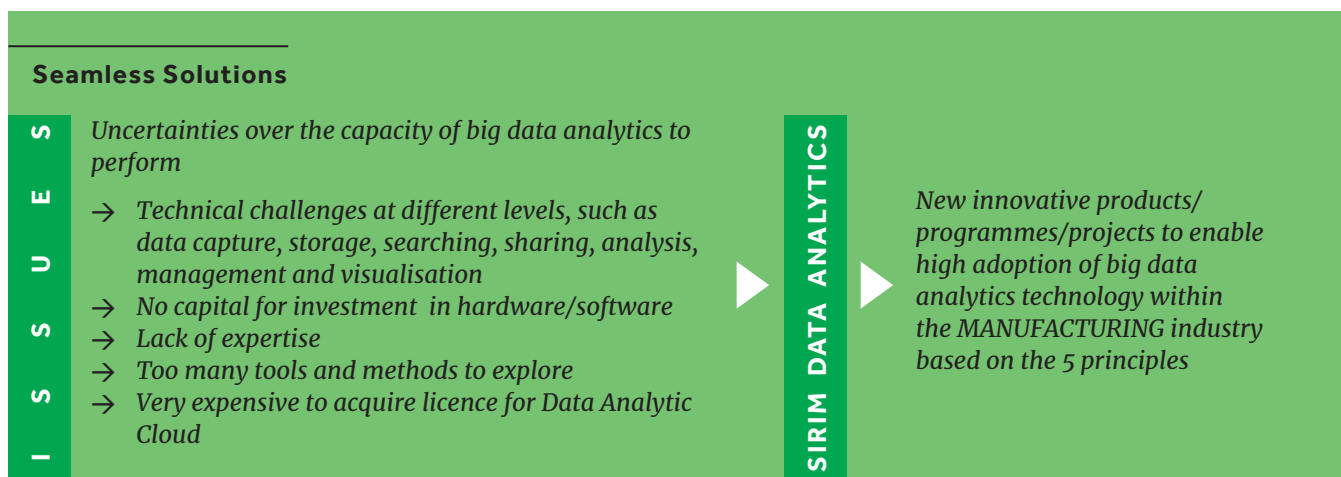 Seamless Solutions
ISSUES
Uncertainties over the capacity of big data analytics to
perform
→ Technical challenges at different levels, such as
data capture, storage, searching, sharing, analysis,
management and visualisation
→ No capital for investment in hardware/software
→ Lack of expertise
→ Too many tools and methods to explore
→ Very expensive to acquire licence for Data Analytic
Cloud
SIRIM DATA ANALYTICS
New innovative products/
programmes/projects to enable
high adoption of big data
analytics technology within
the MANUFACTURING industry
based on the 5 principles